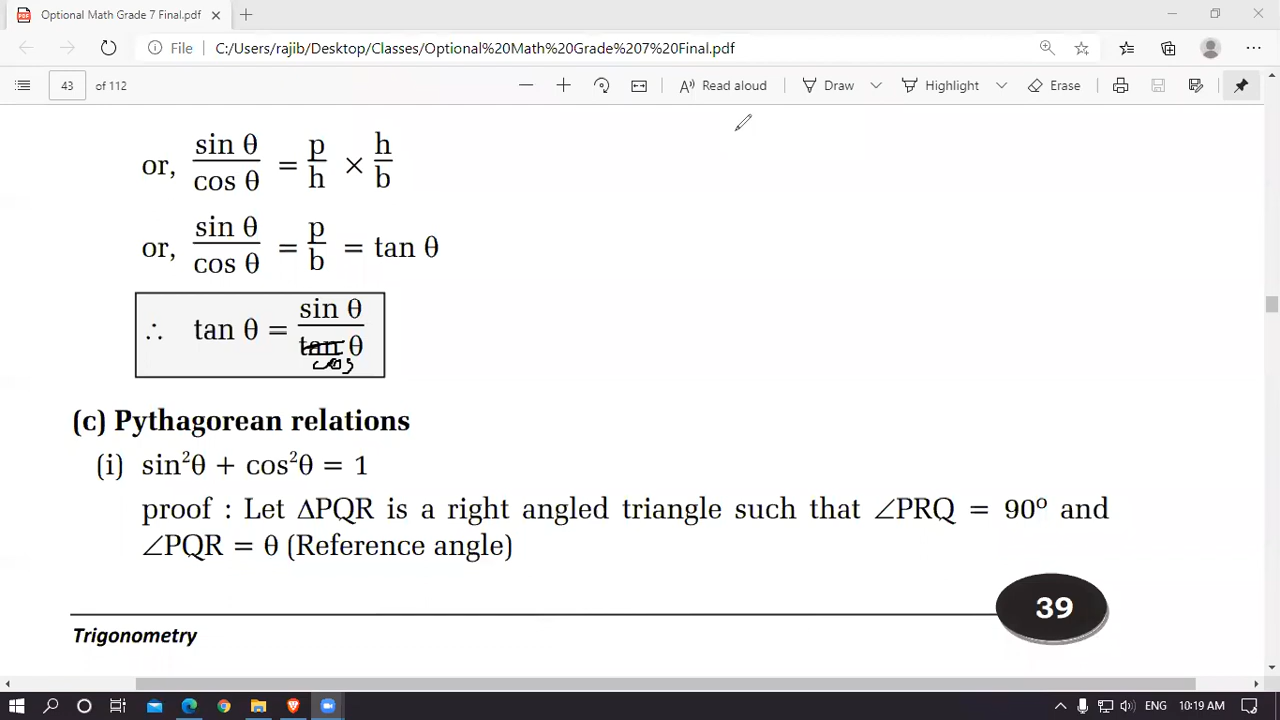 Optional Math Grade 7 Final.pdf
File C:/Users/rajib/Desktop/Classes/Optional%20Math%20Grade%207%20Final.pdf
43 of 112 Read aloud Draw Highlight Erase
or, sin θ / cos θ = p / h × h / b
or, sin θ / cos θ = p / b = tan θ
∴ tan θ = sin θ / tan θ
cos
(c) Pythagorean relations
(i) sin²θ + cos²θ = 1
proof : Let ΔPQR is a right angled triangle such that ∠PRQ = 90º and
∠PQR = θ (Reference angle)
39
Trigonometry
ENG 10:19 AM